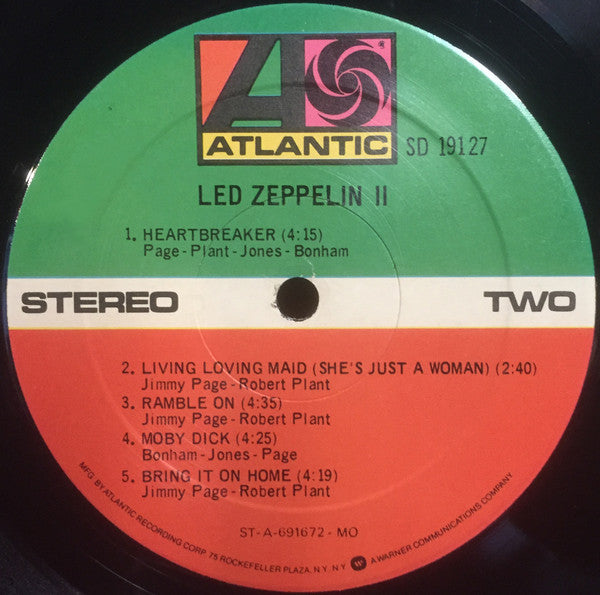 ATLANTIC
SD 19127
LED ZEPPELIN II
1. HEARTBREAKER (4:15)
Page - Plant - Jones - Bonham
STEREO
TWO
2. LIVING LOVING MAID (SHE'S JUST A WOMAN) (2:40)
Jimmy Page - Robert Plant
3. RAMBLE ON (4:35)
Jimmy Page - Robert Plant
4. MOBY DICK (4:25)
Bonham - Jones - Page
5. BRING IT ON HOME (4:19)
Jimmy Page - Robert Plant
ST-A-691672 - MO
MFG. BY ATLANTIC RECORDING CORP. 75 ROCKEFELLER PLAZA, N.Y. N.Y. A WARNER COMMUNICATIONS COMPANY